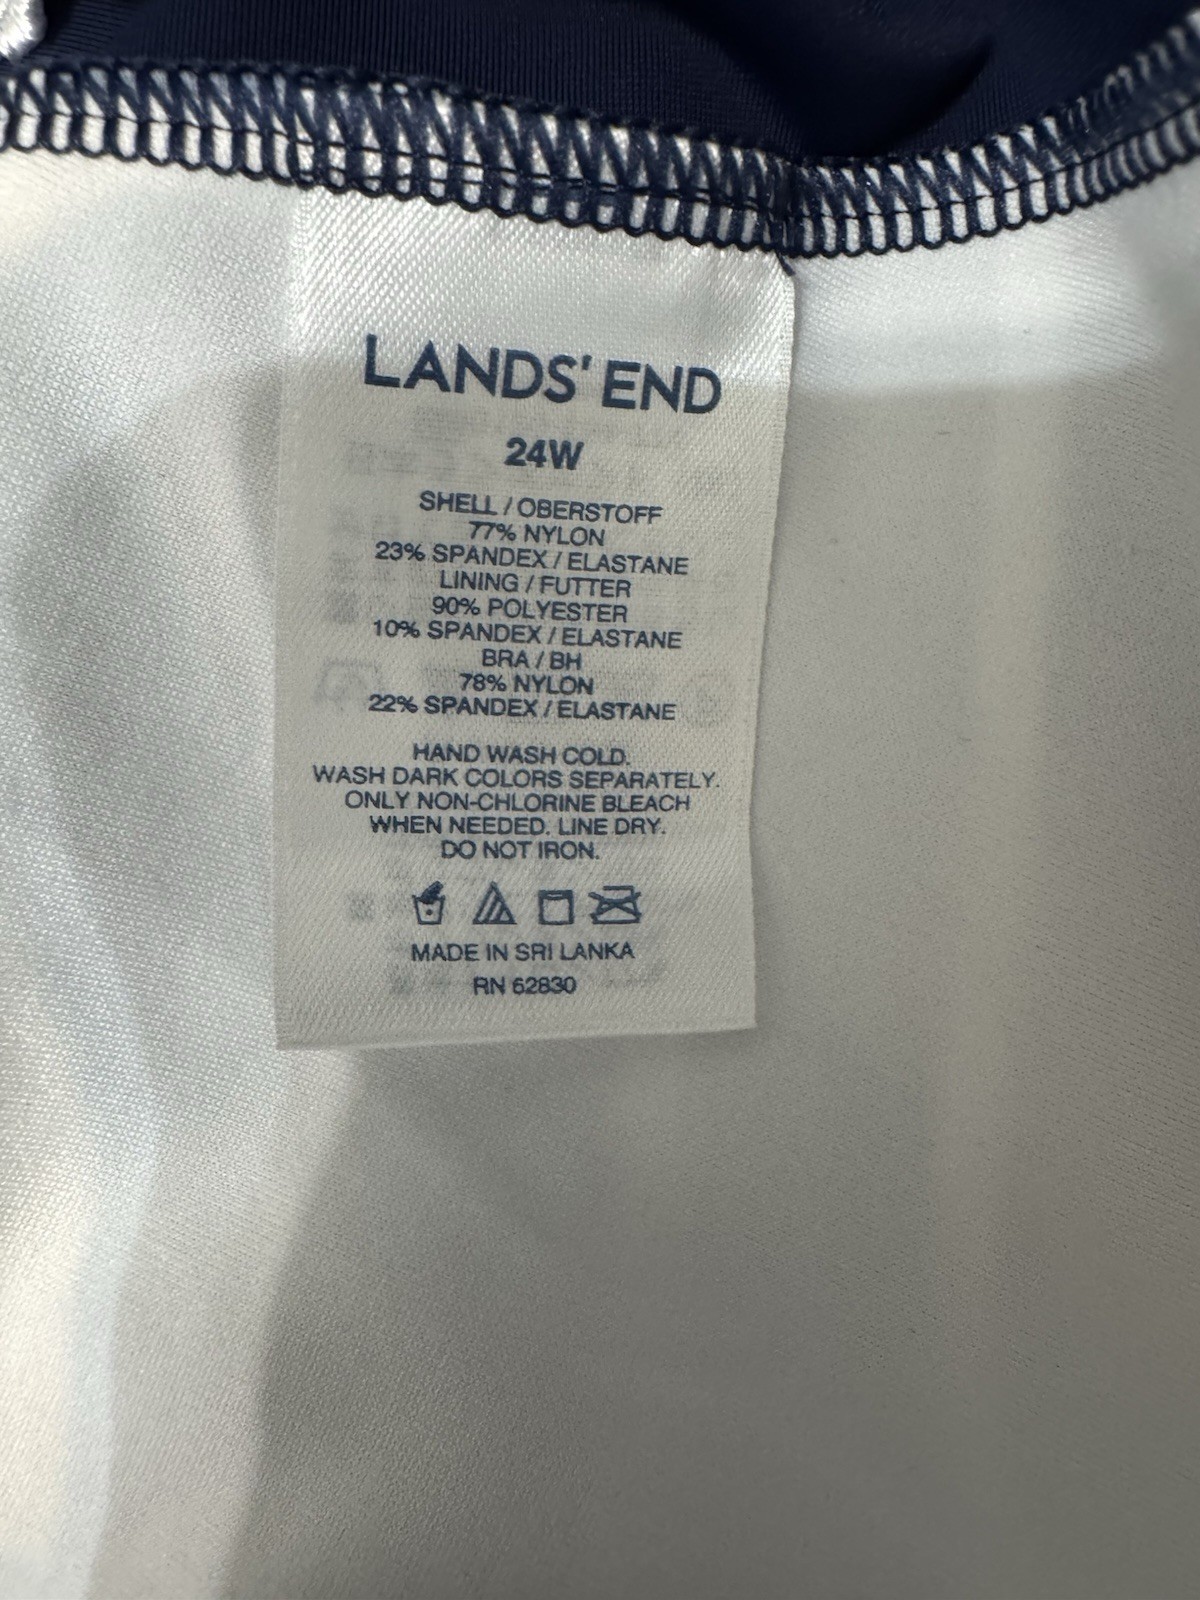 LANDS' END
24W
SHELL / OBERSTOFF
77% NYLON
23% SPANDEX / ELASTANE
LINING / FUTTER
90% POLYESTER
10% SPANDEX / ELASTANE
BRA / BH
78% NYLON
22% SPANDEX / ELASTANE
HAND WASH COLD.
WASH DARK COLORS SEPARATELY.
ONLY NON-CHLORINE BLEACH
WHEN NEEDED. LINE DRY.
DO NOT IRON.
MADE IN SRI LANKA
RN 62830